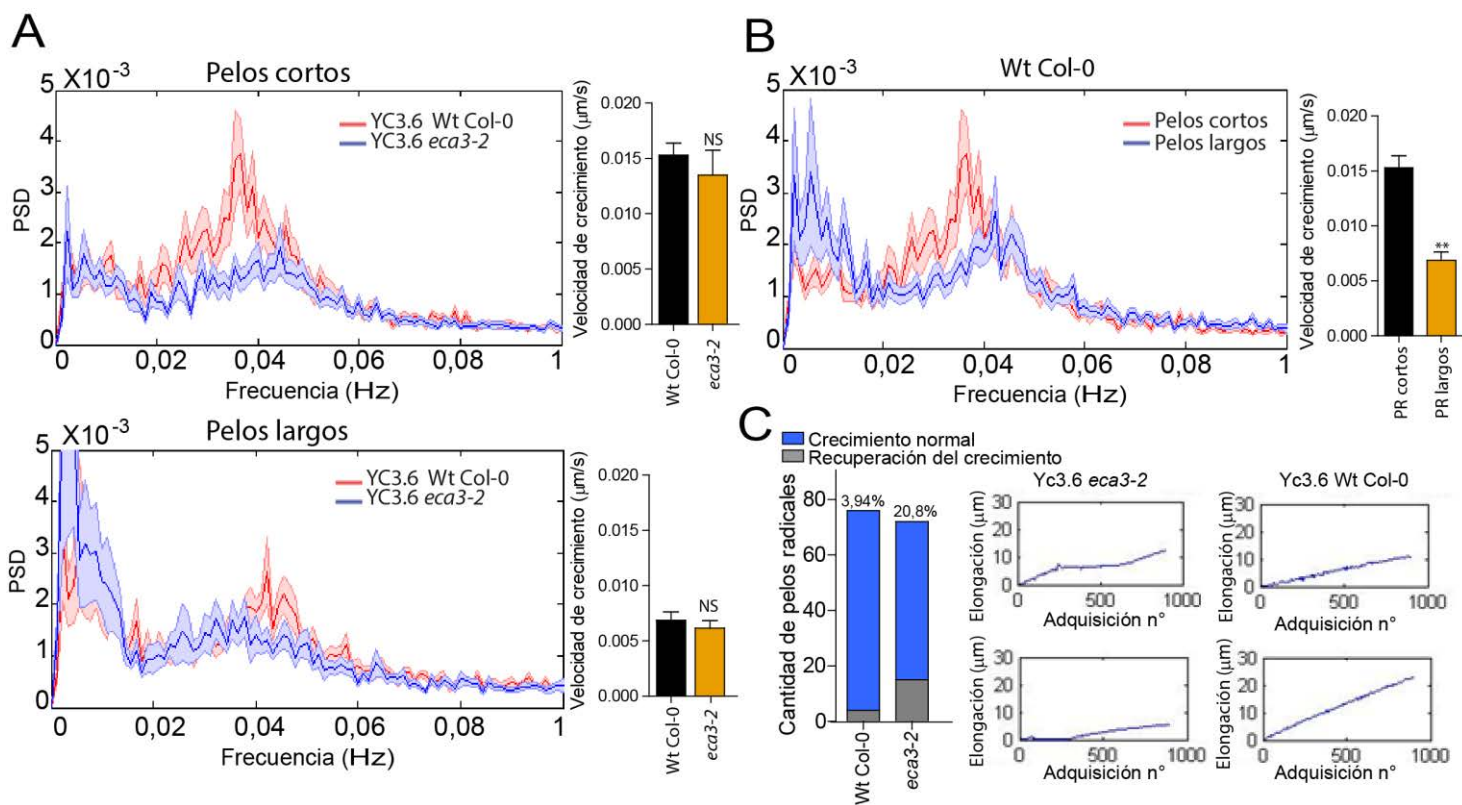 A
5 X10-3
Pelos cortos
YC3.6 Wt Col-0
YC3.6 eca3-2
PSD
4
3
2
1
0
0
0,02
0,04
0,06
0,08
1
Frecuencia (Hz)
Velocidad de crecimiento (μm/s)
0.020
0.015
0.010
0.005
0.000
NS
Wt Col-0
eca3-2
B
5 X10-3
Wt Col-0
Pelos cortos
Pelos largos
PSD
4
3
2
1
0
0
0,02
0,04
0,06
0,08
1
Frecuencia (Hz)
Velocidad de crecimiento (μm/s)
0.020
0.015
0.010
0.005
0.000
**
PR cortos
PR largos
5 X10-3
Pelos largos
YC3.6 Wt Col-0
YC3.6 eca3-2
PSD
4
3
2
1
0
0
0,02
0,04
0,06
0,08
1
Frecuencia (Hz)
Velocidad de crecimiento (μm/s)
0.020
0.015
0.010
0.005
0.000
NS
Wt Col-0
eca3-2
C
Crecimiento normal
Recuperación del crecimiento
Cantidad de pelos radicales
80
60
40
20
0
3,94%
20,8%
Wt Col-0
eca3-2
Yc3.6 eca3-2
Elongación (μm)
30
20
10
0
0
500
1000
Adquisición n°
Yc3.6 Wt Col-0
Elongación (μm)
30
20
10
0
0
500
1000
Adquisición n°
Elongación (μm)
30
20
10
0
0
500
1000
Adquisición n°
Elongación (μm)
30
20
10
0
0
500
1000
Adquisición n°